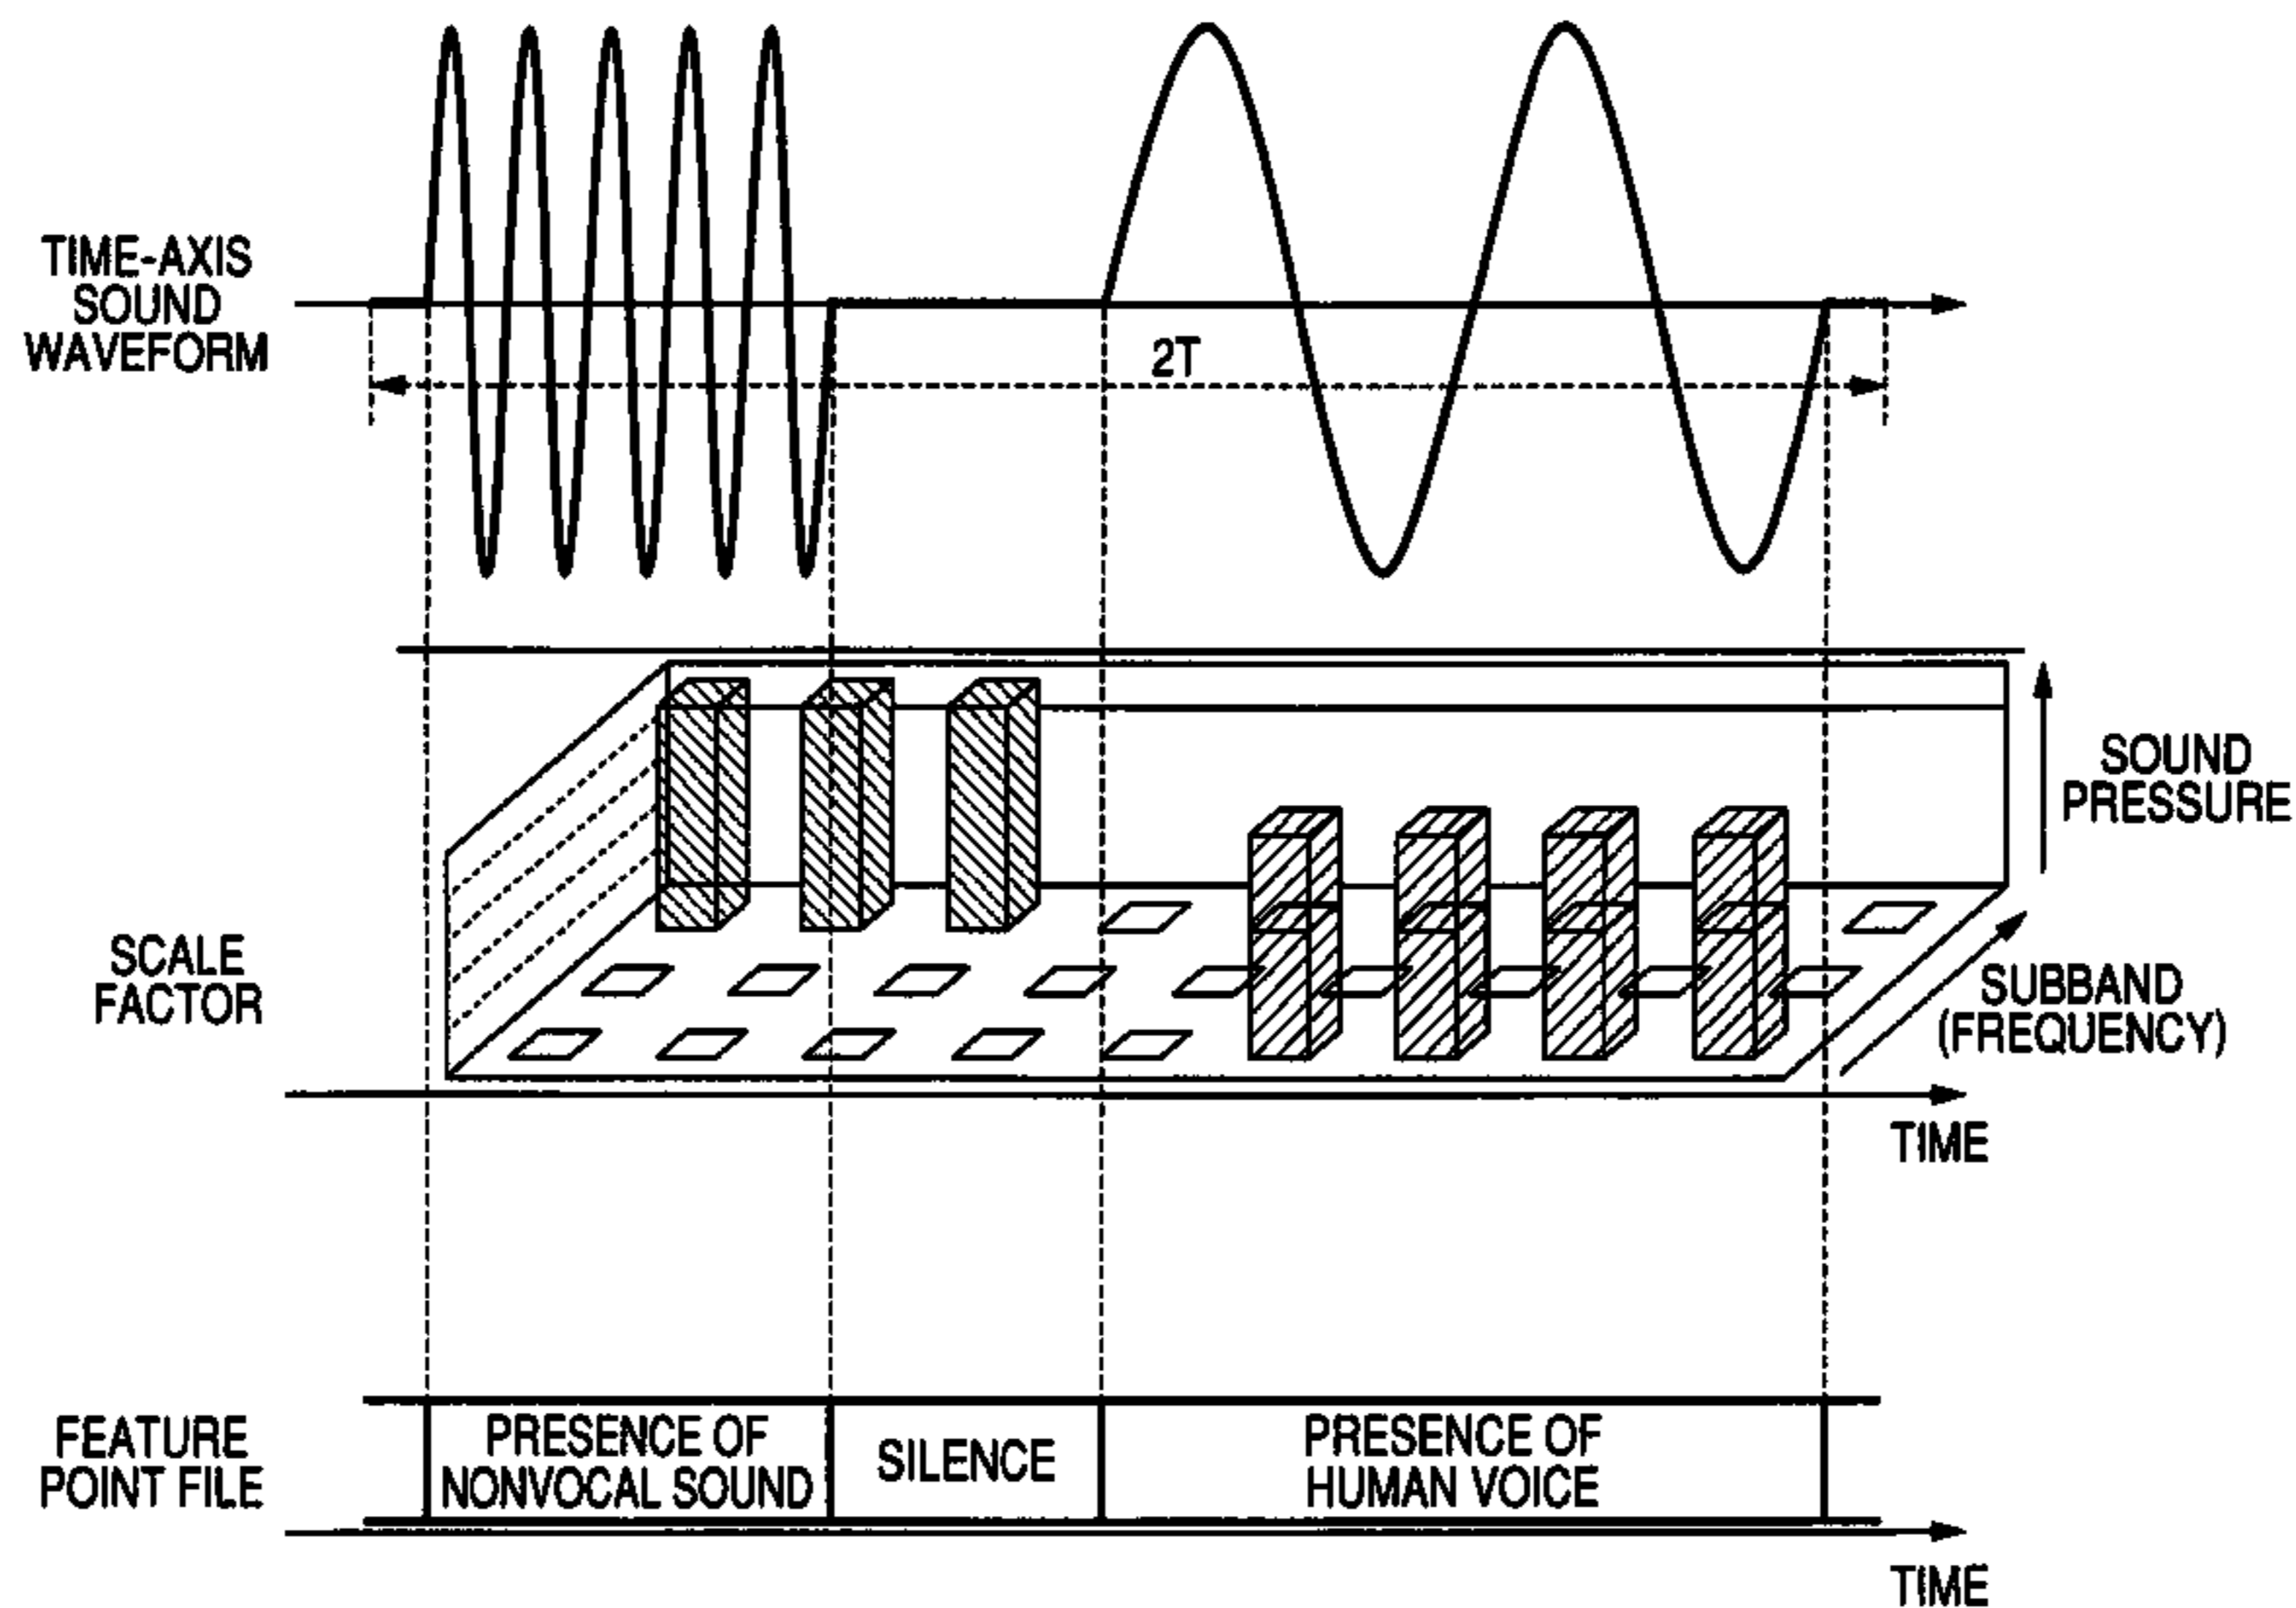 TIME-AXIS
SOUND
WAVEFORM
2T
SOUND
PRESSURE
SCALE
FACTOR
SUBBAND
(FREQUENCY)
TIME
FEATURE
POINT FILE
PRESENCE OF
NONVOCAL SOUND
SILENCE
PRESENCE OF
HUMAN VOICE
TIME